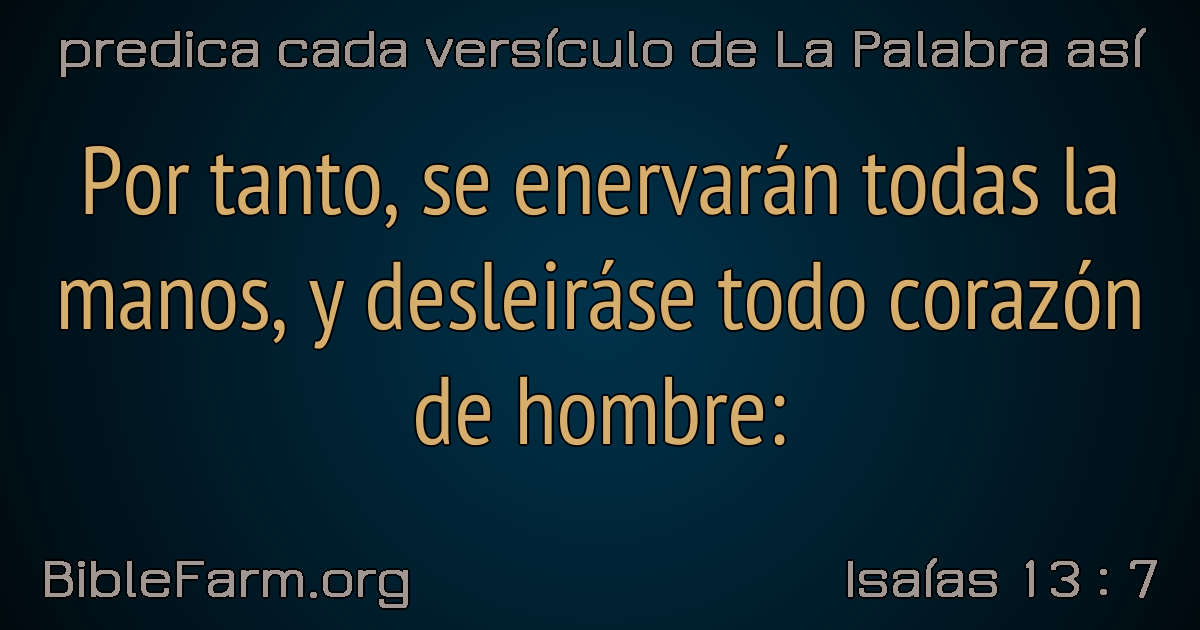 predica cada versículo de La Palabra así
Por tanto, se enervarán todas la
manos, y desleiráse todo corazón
de hombre:
BibleFarm.org
Isaías 13 : 7